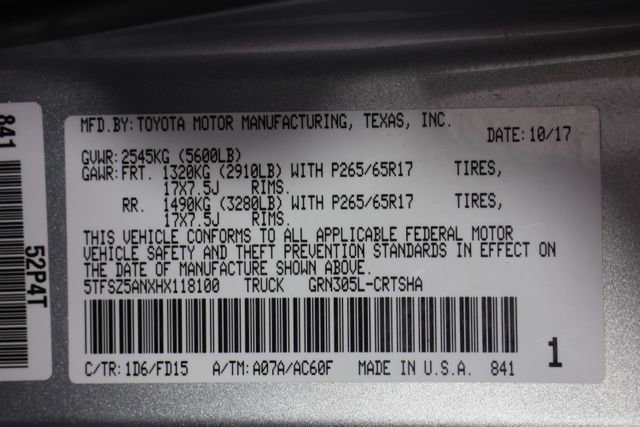 MFD.BY:TOYOTA MOTOR MANUFACTURING, TEXAS, INC.
DATE:10/17
GVWR:2545KG (5600LB)
GAWR:FRT. 1320KG (2910LB) WITH P265/65R17 TIRES,
17X7.5J RIMS.
RR. 1490KG (3280LB) WITH P265/65R17 TIRES,
17X7.5J RIMS.
THIS VEHICLE CONFORMS TO ALL APPLICABLE FEDERAL MOTOR
VEHICLE SAFETY AND THEFT PREVENTION STANDARDS IN EFFECT ON
THE DATE OF MANUFACTURE SHOWN ABOVE.
5TFSZ5ANXHX118100 TRUCK GRN305L-CRTSHA
C/TR:1D6/FD15 A/TM:A07A/AC60F MADE IN U.S.A. 841
1
841
52P4T